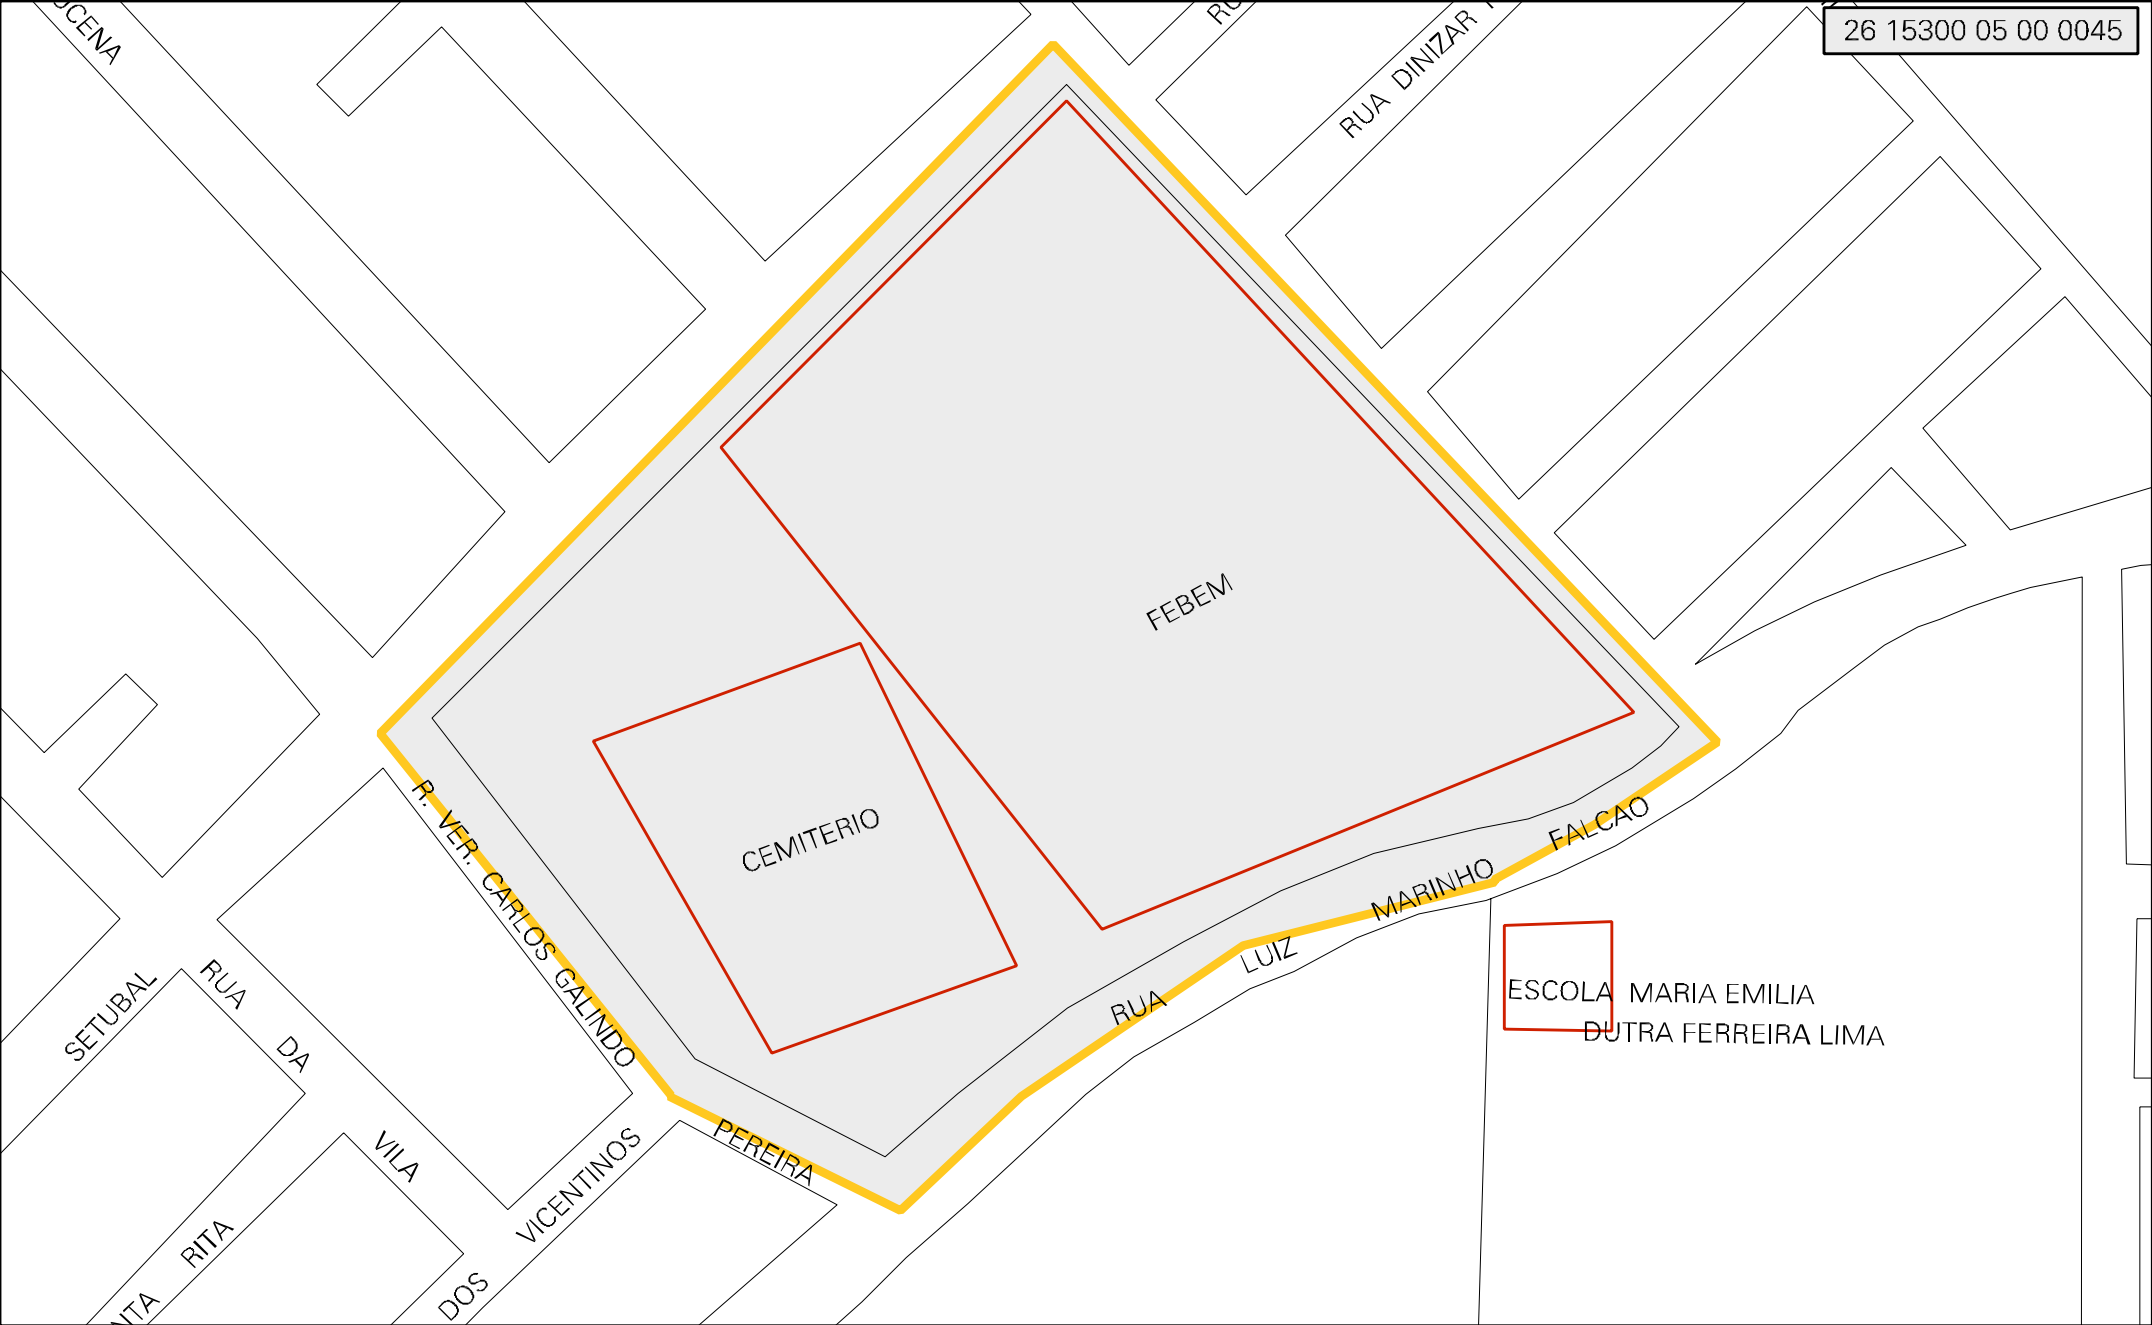 26 15300 05 00 0045
RUA DINIZAR
FEBEM
CEMITERIO
R. VER. CARLOS GALINDO
PEREIRA
RUA LUIZ MARINHO FALCAO
ESCOLA MARIA EMILIA
DUTRA FERREIRA LIMA
SETUBAL
RUA DA VILA
DOS VICENTINOS
RITA